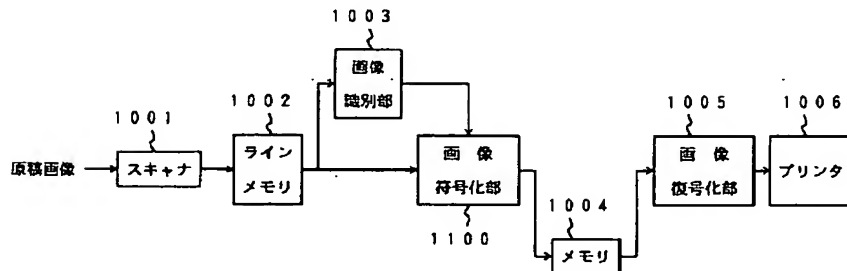 1003
画像
識別部
1002
ライン
メモリ
1001
スキャナ
原稿画像
画像
符号化部
1100
1004
メモリ
1005
画像
復号化部
1006
プリンタ